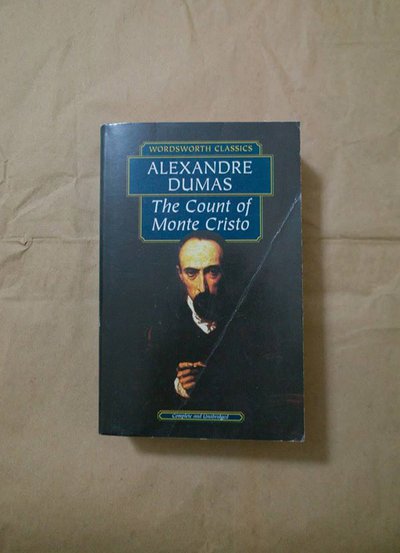 WORDSWORTH CLASSICS
ALEXANDRE
DUMAS
The Count of
Monte Cristo
Complete and Unabridged